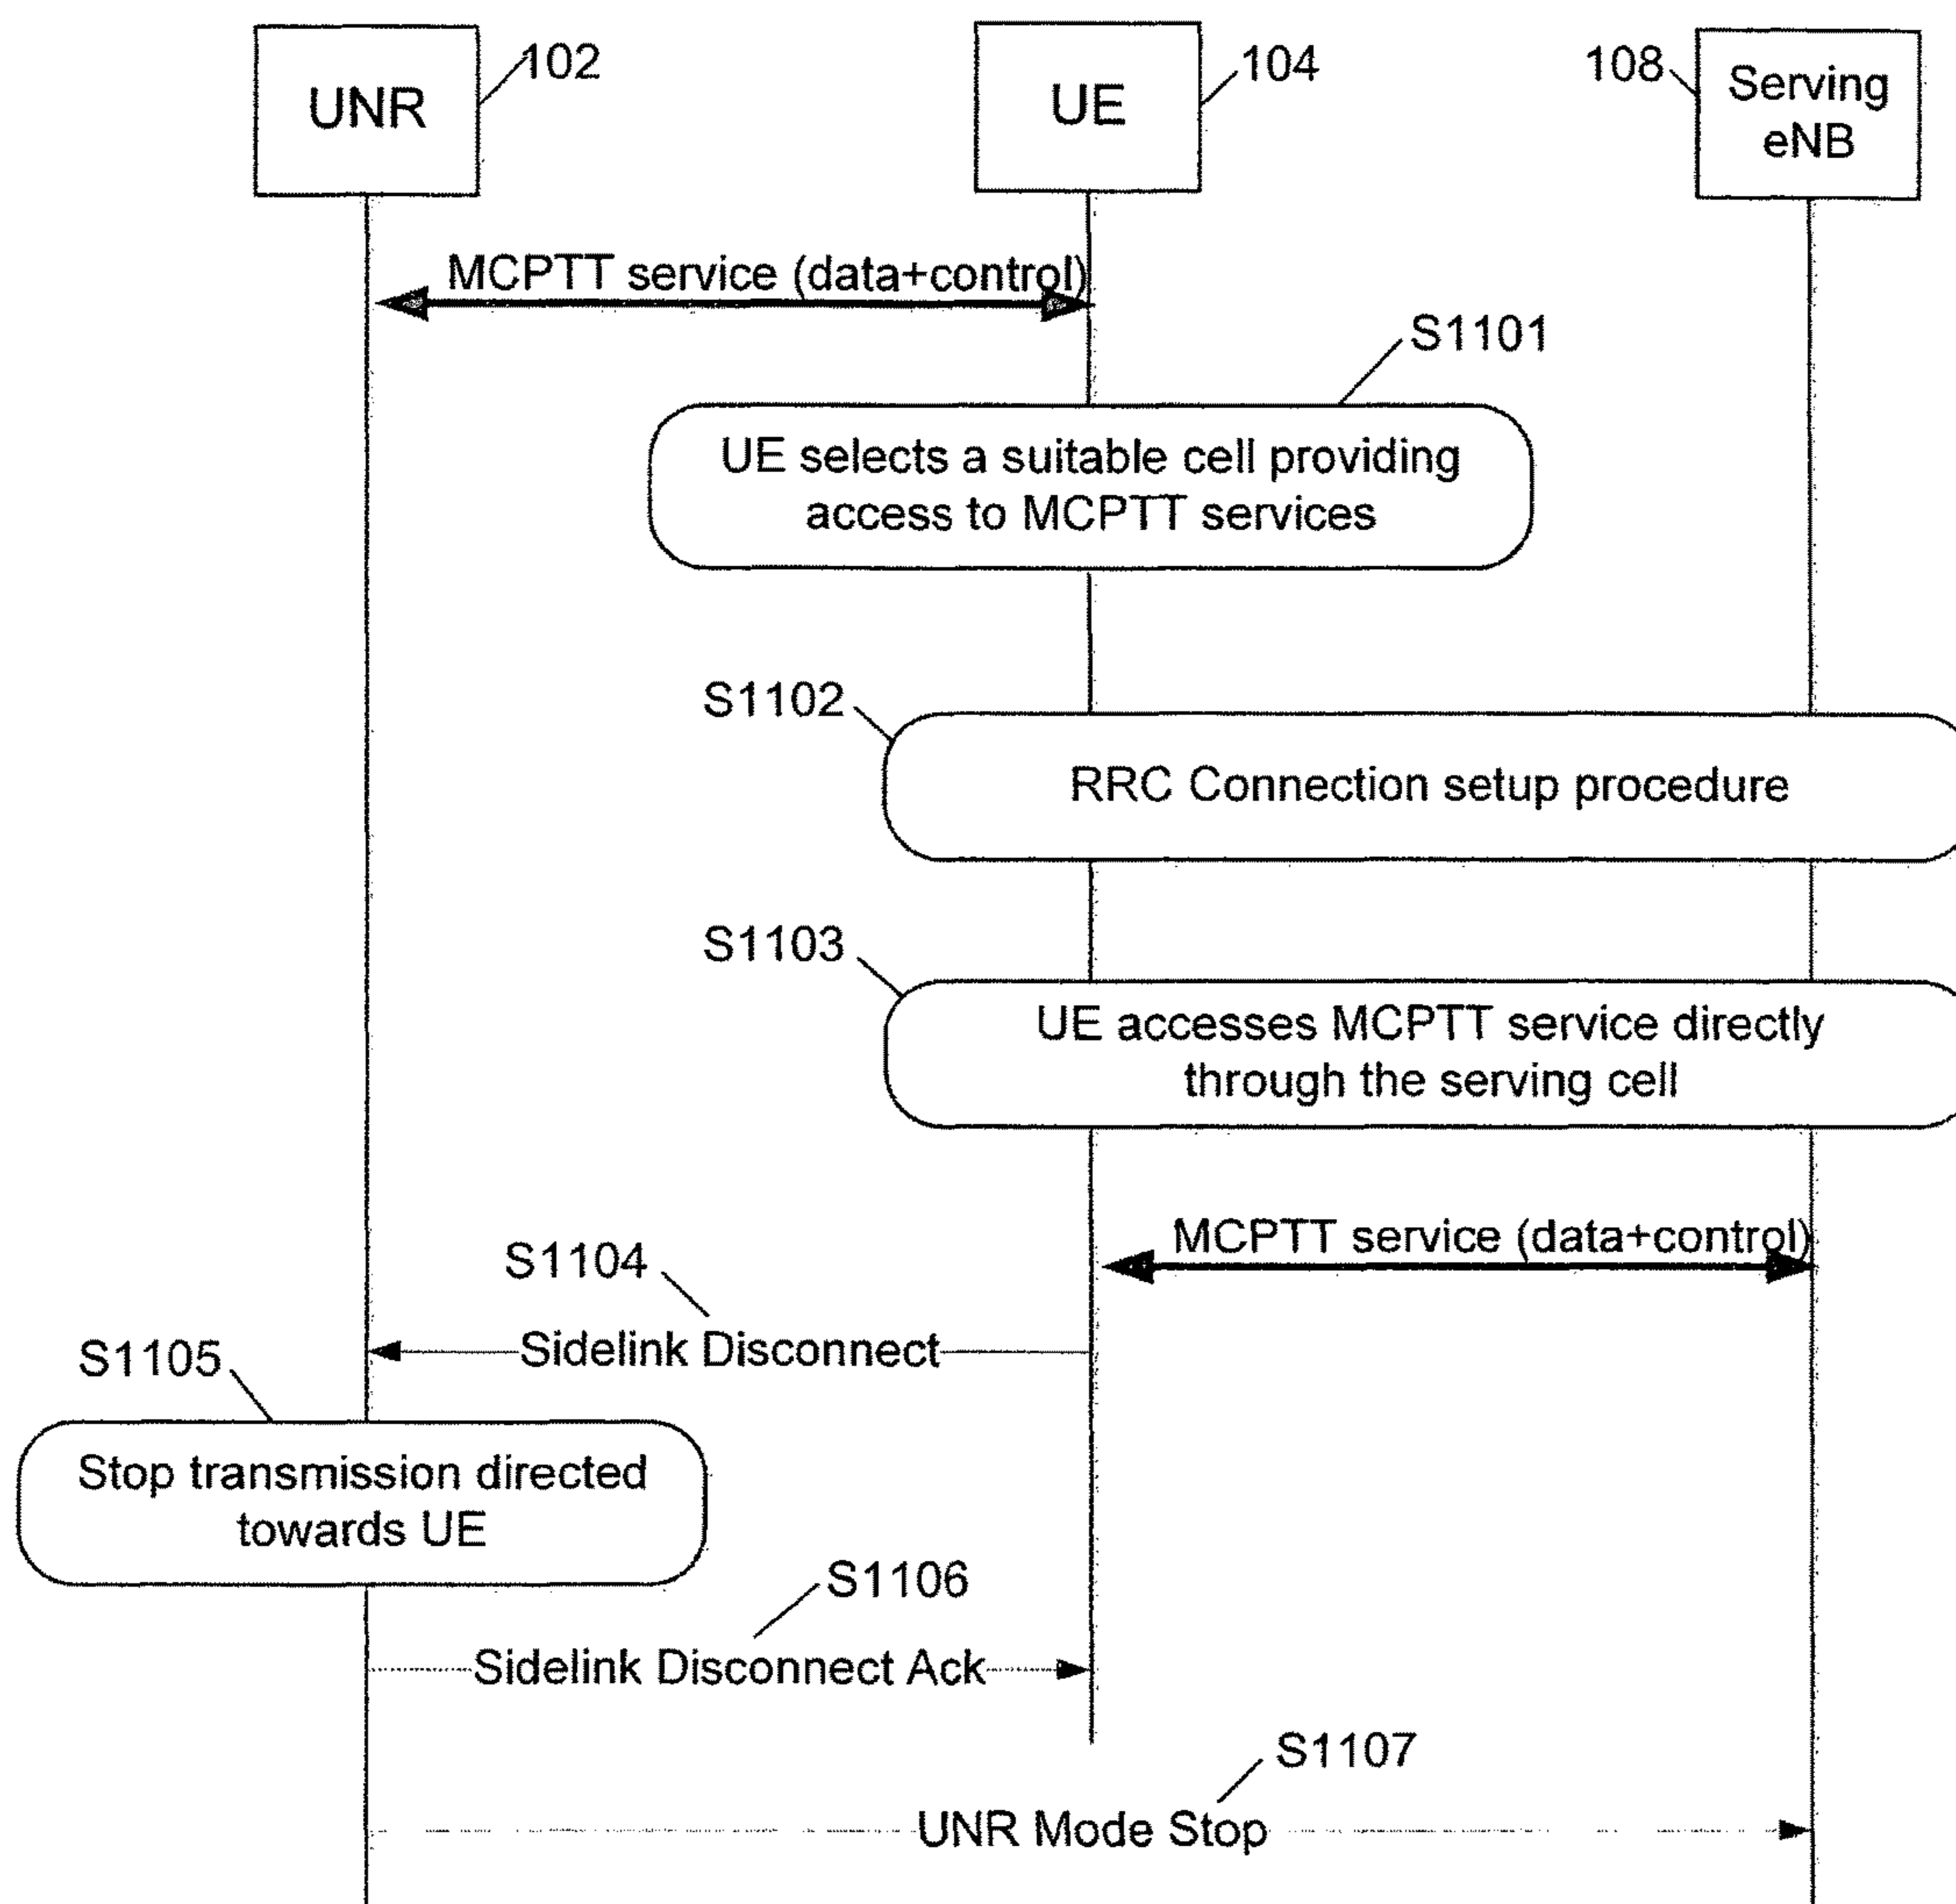 UNR
102
UE
104
108
Serving
eNB
MCPTT service (data+control)
S1101
UE selects a suitable cell providing
access to MCPTT services
S1102
RRC Connection setup procedure
S1103
UE accesses MCPTT service directly
through the serving cell
MCPTT service (data+control)
S1104
Sidelink Disconnect
S1105
Stop transmission directed
towards UE
S1106
Sidelink Disconnect Ack
S1107
UNR Mode Stop